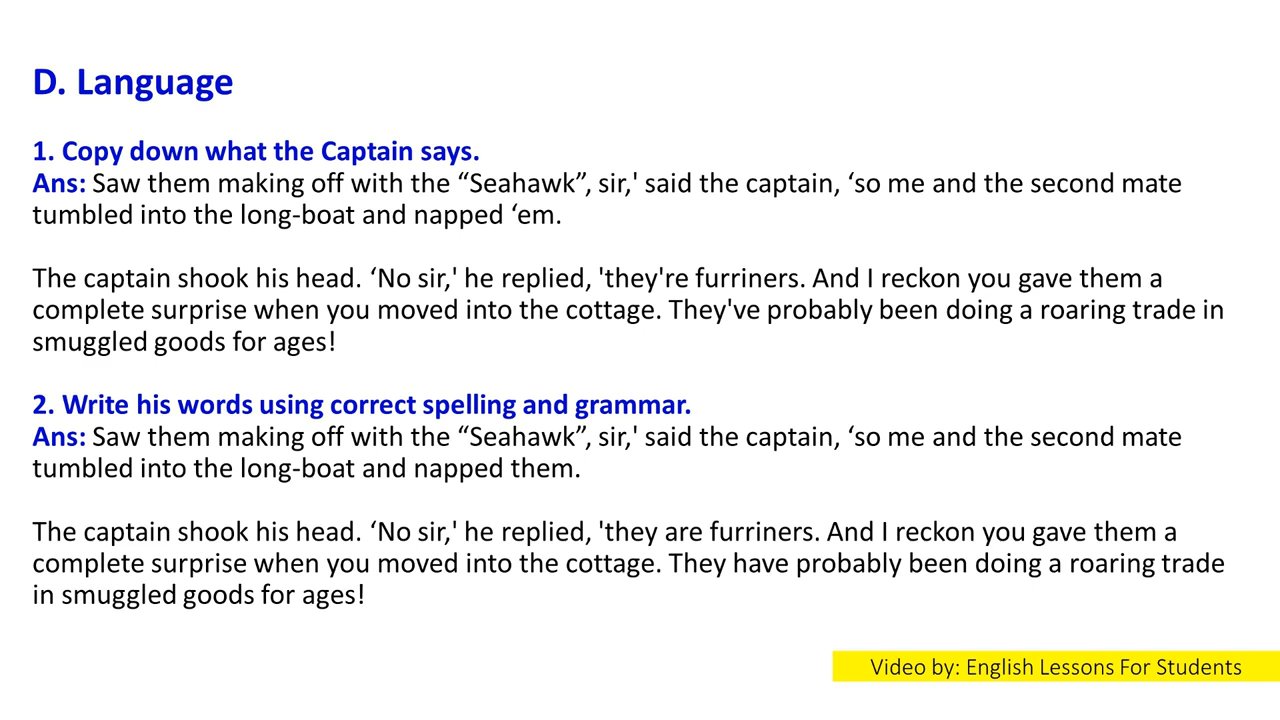 D. Language
1. Copy down what the Captain says.
Ans: Saw them making off with the “Seahawk”, sir,' said the captain, ‘so me and the second mate
tumbled into the long-boat and napped ‘em.
The captain shook his head. ‘No sir,' he replied, 'they're furriners. And I reckon you gave them a
complete surprise when you moved into the cottage. They've probably been doing a roaring trade in
smuggled goods for ages!
2. Write his words using correct spelling and grammar.
Ans: Saw them making off with the “Seahawk”, sir,' said the captain, ‘so me and the second mate
tumbled into the long-boat and napped them.
The captain shook his head. ‘No sir,' he replied, 'they are furriners. And I reckon you gave them a
complete surprise when you moved into the cottage. They have probably been doing a roaring trade
in smuggled goods for ages!
Video by: English Lessons For Students